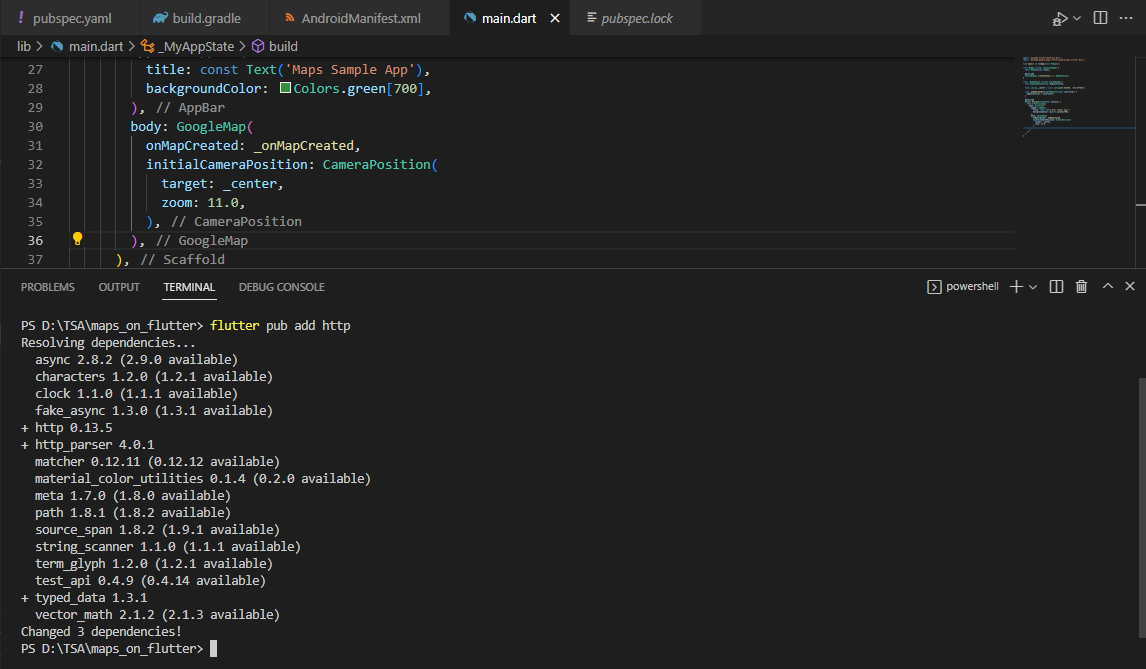 pubspec.yaml build.gradle AndroidManifest.xml main.dart pubspec.lock
lib > main.dart > _MyAppState > build
27 title: const Text('Maps Sample App'),
28 backgroundColor: Colors.green[700],
29 ), // AppBar
30 body: GoogleMap(
31 onMapCreated: _onMapCreated,
32 initialCameraPosition: CameraPosition(
33 target: _center,
34 zoom: 11.0,
35 ), // CameraPosition
36 ), // GoogleMap
37 ), // Scaffold
PROBLEMS OUTPUT TERMINAL DEBUG CONSOLE powershell
PS D:\TSA\maps_on_flutter> flutter pub add http
Resolving dependencies...
async 2.8.2 (2.9.0 available)
characters 1.2.0 (1.2.1 available)
clock 1.1.0 (1.1.1 available)
fake_async 1.3.0 (1.3.1 available)
+ http 0.13.5
+ http_parser 4.0.1
matcher 0.12.11 (0.12.12 available)
material_color_utilities 0.1.4 (0.2.0 available)
meta 1.7.0 (1.8.0 available)
path 1.8.1 (1.8.2 available)
source_span 1.8.2 (1.9.1 available)
string_scanner 1.1.0 (1.1.1 available)
term_glyph 1.2.0 (1.2.1 available)
test_api 0.4.9 (0.4.14 available)
+ typed_data 1.3.1
vector_math 2.1.2 (2.1.3 available)
Changed 3 dependencies!
PS D:\TSA\maps_on_flutter>